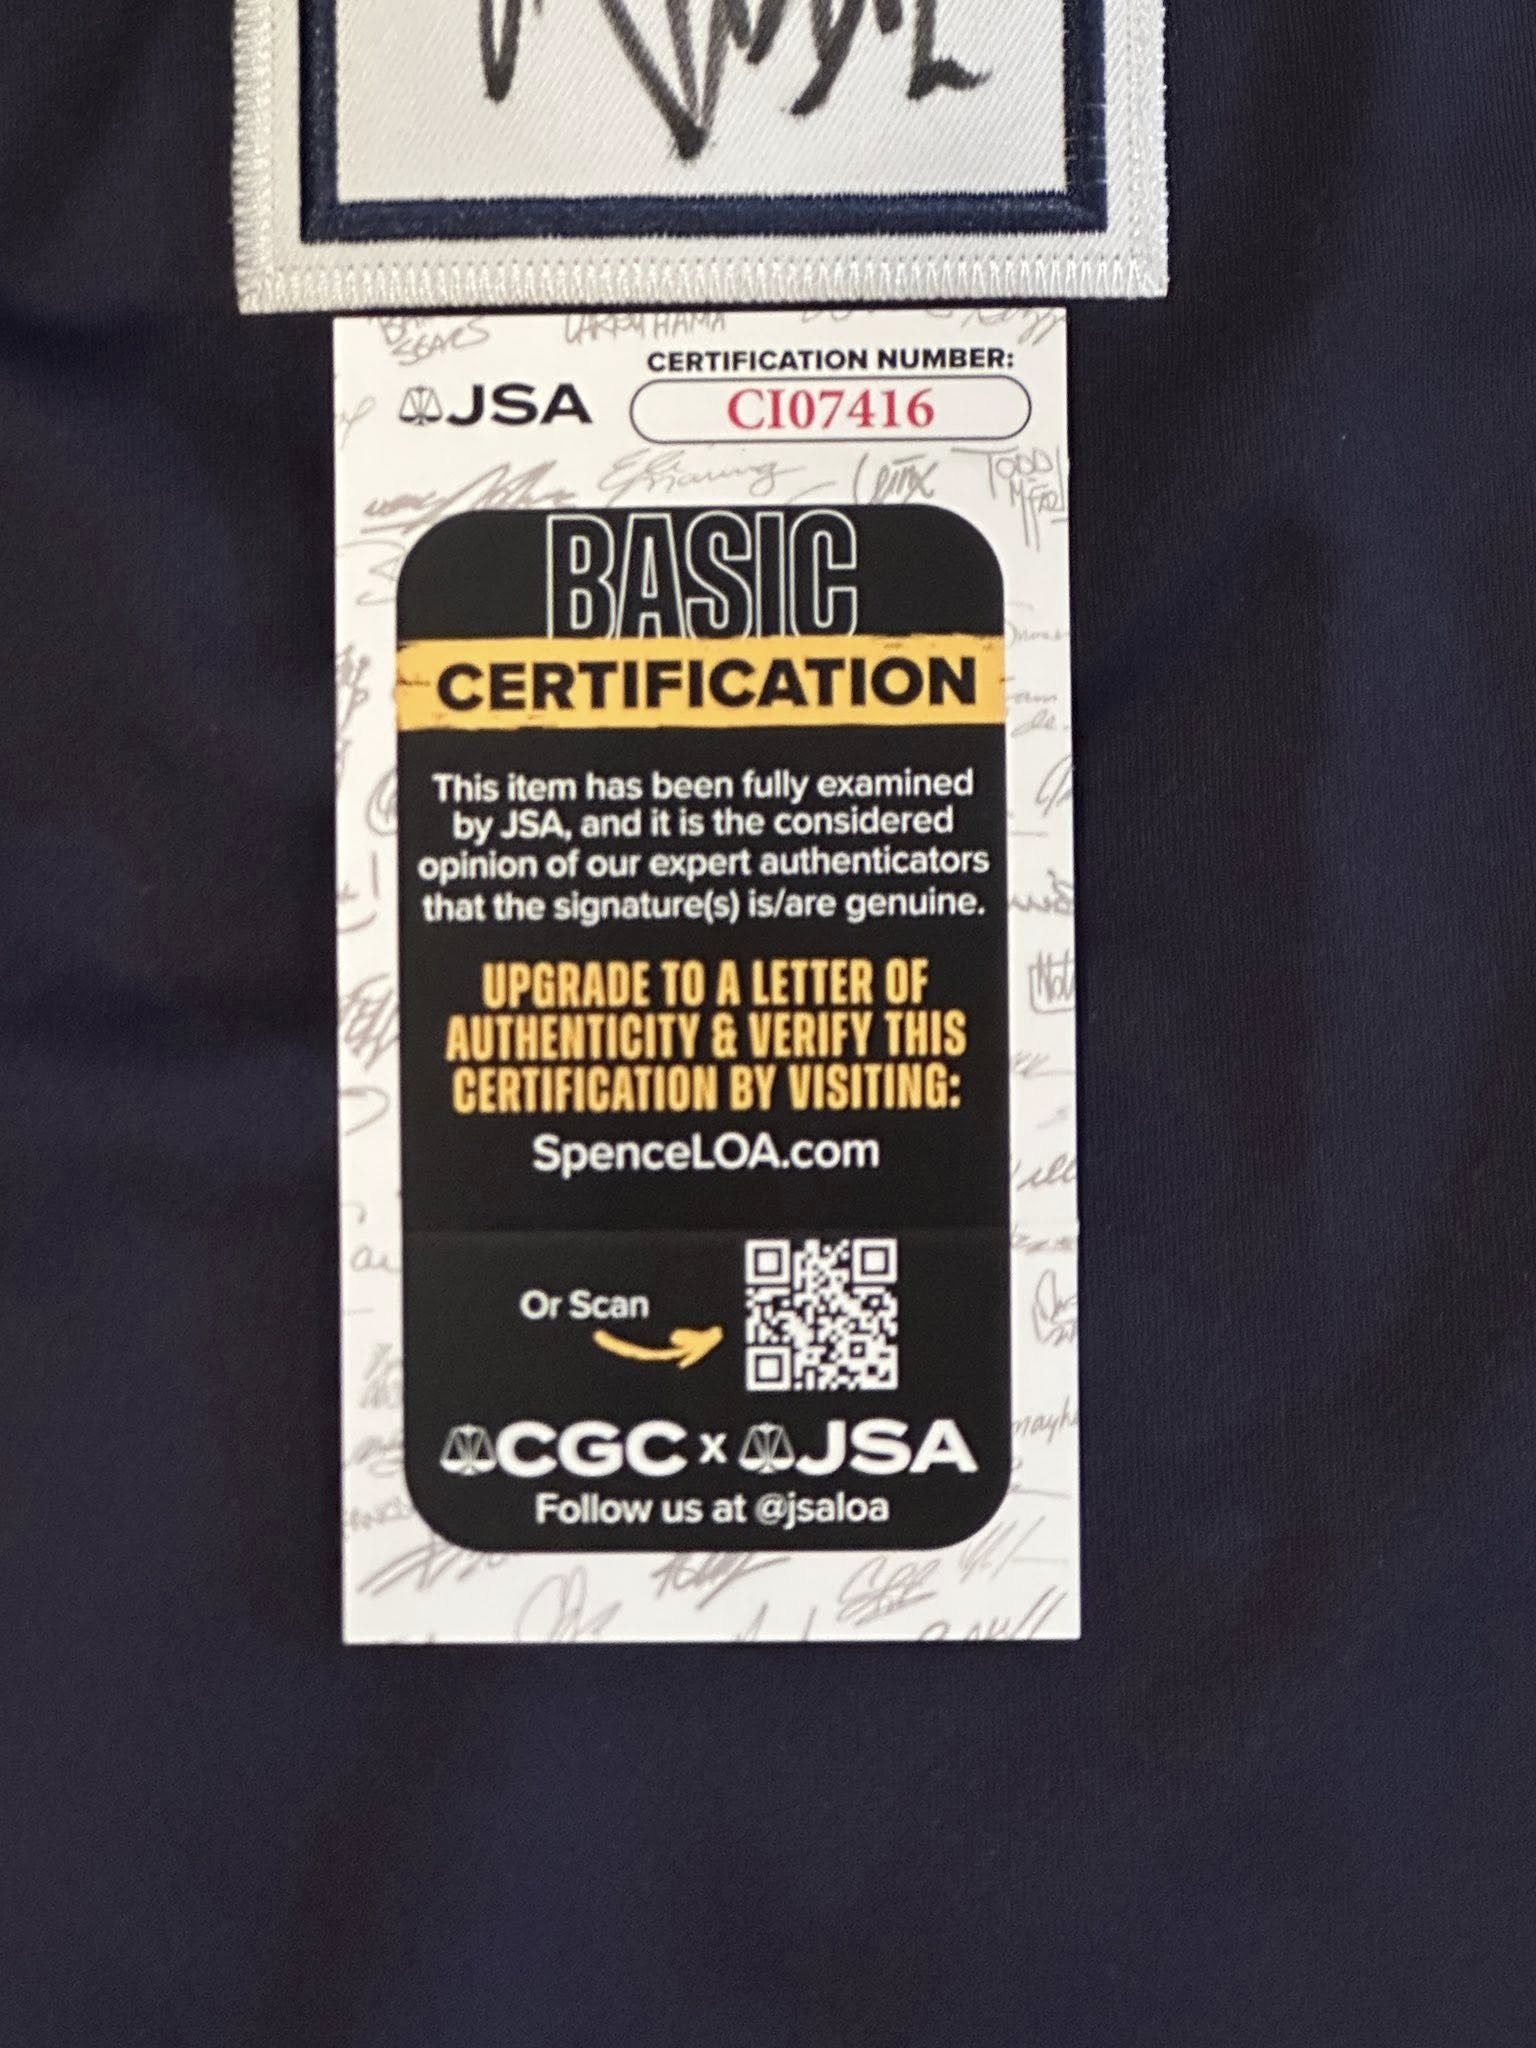 LARRY HAMA
JSA
CERTIFICATION NUMBER:
CI07416
BASIC
CERTIFICATION
This item has been fully examined
by JSA, and it is the considered
opinion of our expert authenticators
that the signature(s) is/are genuine.
UPGRADE TO A LETTER OF
AUTHENTICITY & VERIFY THIS
CERTIFICATION BY VISITING:
SpenceLOA.com
Or Scan
CGC x JSA
Follow us at @jsaloa